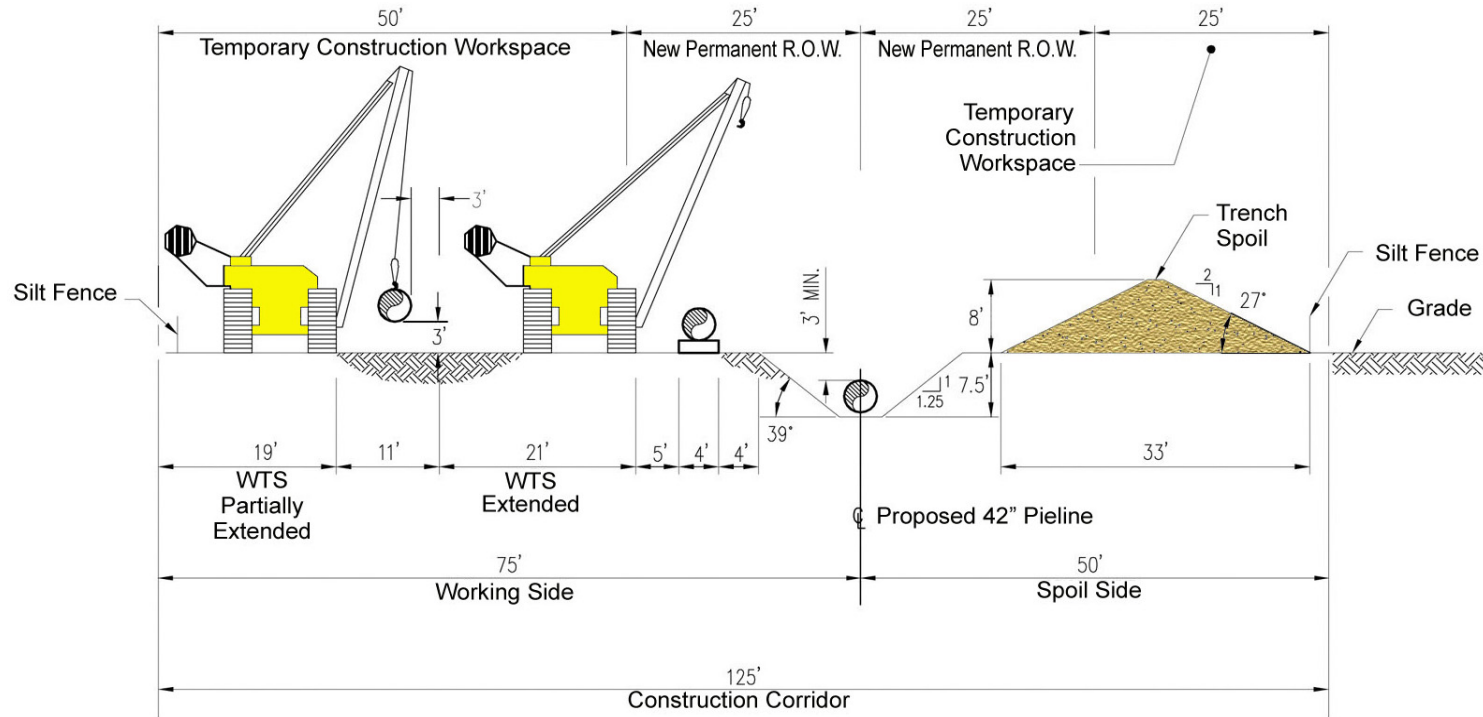 50’
25’
25’
25’
Temporary Construction Workspace
New Permanent R.O.W.
New Permanent R.O.W.
Temporary
Construction
Workspace
3’
Trench
Spoil
Silt Fence
Silt Fence
3’ MIN.
2
1
27°
8’
Grade
3’
1
1.25
7.5’
39°
19’
11’
21’
5’
4’
4’
33’
WTS
Partially
Extended
WTS
Extended
℄ Proposed 42” Pieline
75’
50’
Working Side
Spoil Side
125’
Construction Corridor